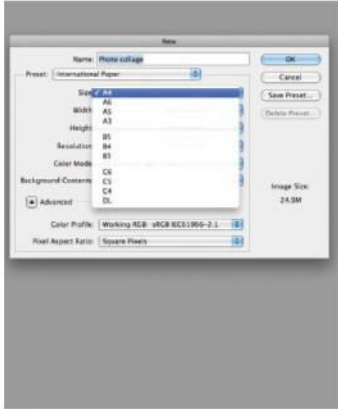 New
Name: Photo collage
OK
Preset: International Paper
Cancel
Size ✓ A4
Save Preset...
A6
Width
A5
Delete Preset...
A3
Height
B5
Resolution
B4
B3
Color Mode
C6
Background Contents
C5
Image Size:
C4
Advanced
24.9M
DL
Color Profile: Working RGB: sRGB IEC61966-2.1
Pixel Aspect Ratio: Square Pixels